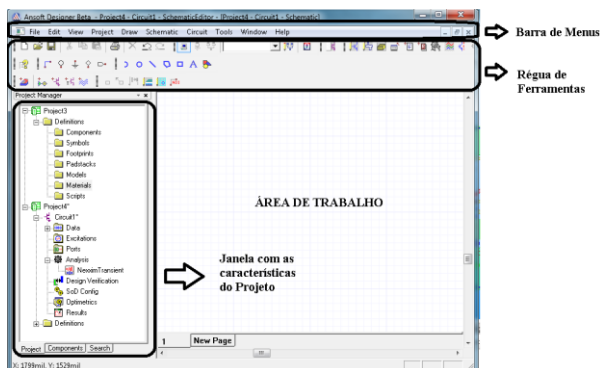 Ansoft Designer Beta - Project4 - Circuit1 - SchematicEditor - [Project4 - Circuit1 - Schematic]
File Edit View Project Draw Schematic Circuit Tools Window Help
Barra de Menus
Régua de
Ferramentas
Project Manager
Project3
Definitions
Components
Symbols
Footprints
Padstacks
Models
Materials
Scripts
Project4*
Circuit1*
Data
Excitations
Ports
Analysis
NexximTransient
Design Verification
SoD Config
Optimetrics
Results
Definitions
ÁREA DE TRABALHO
Janela com as
características
do Projeto
1 New Page
Project Components Search
X: 1799mil, Y: 1529mil